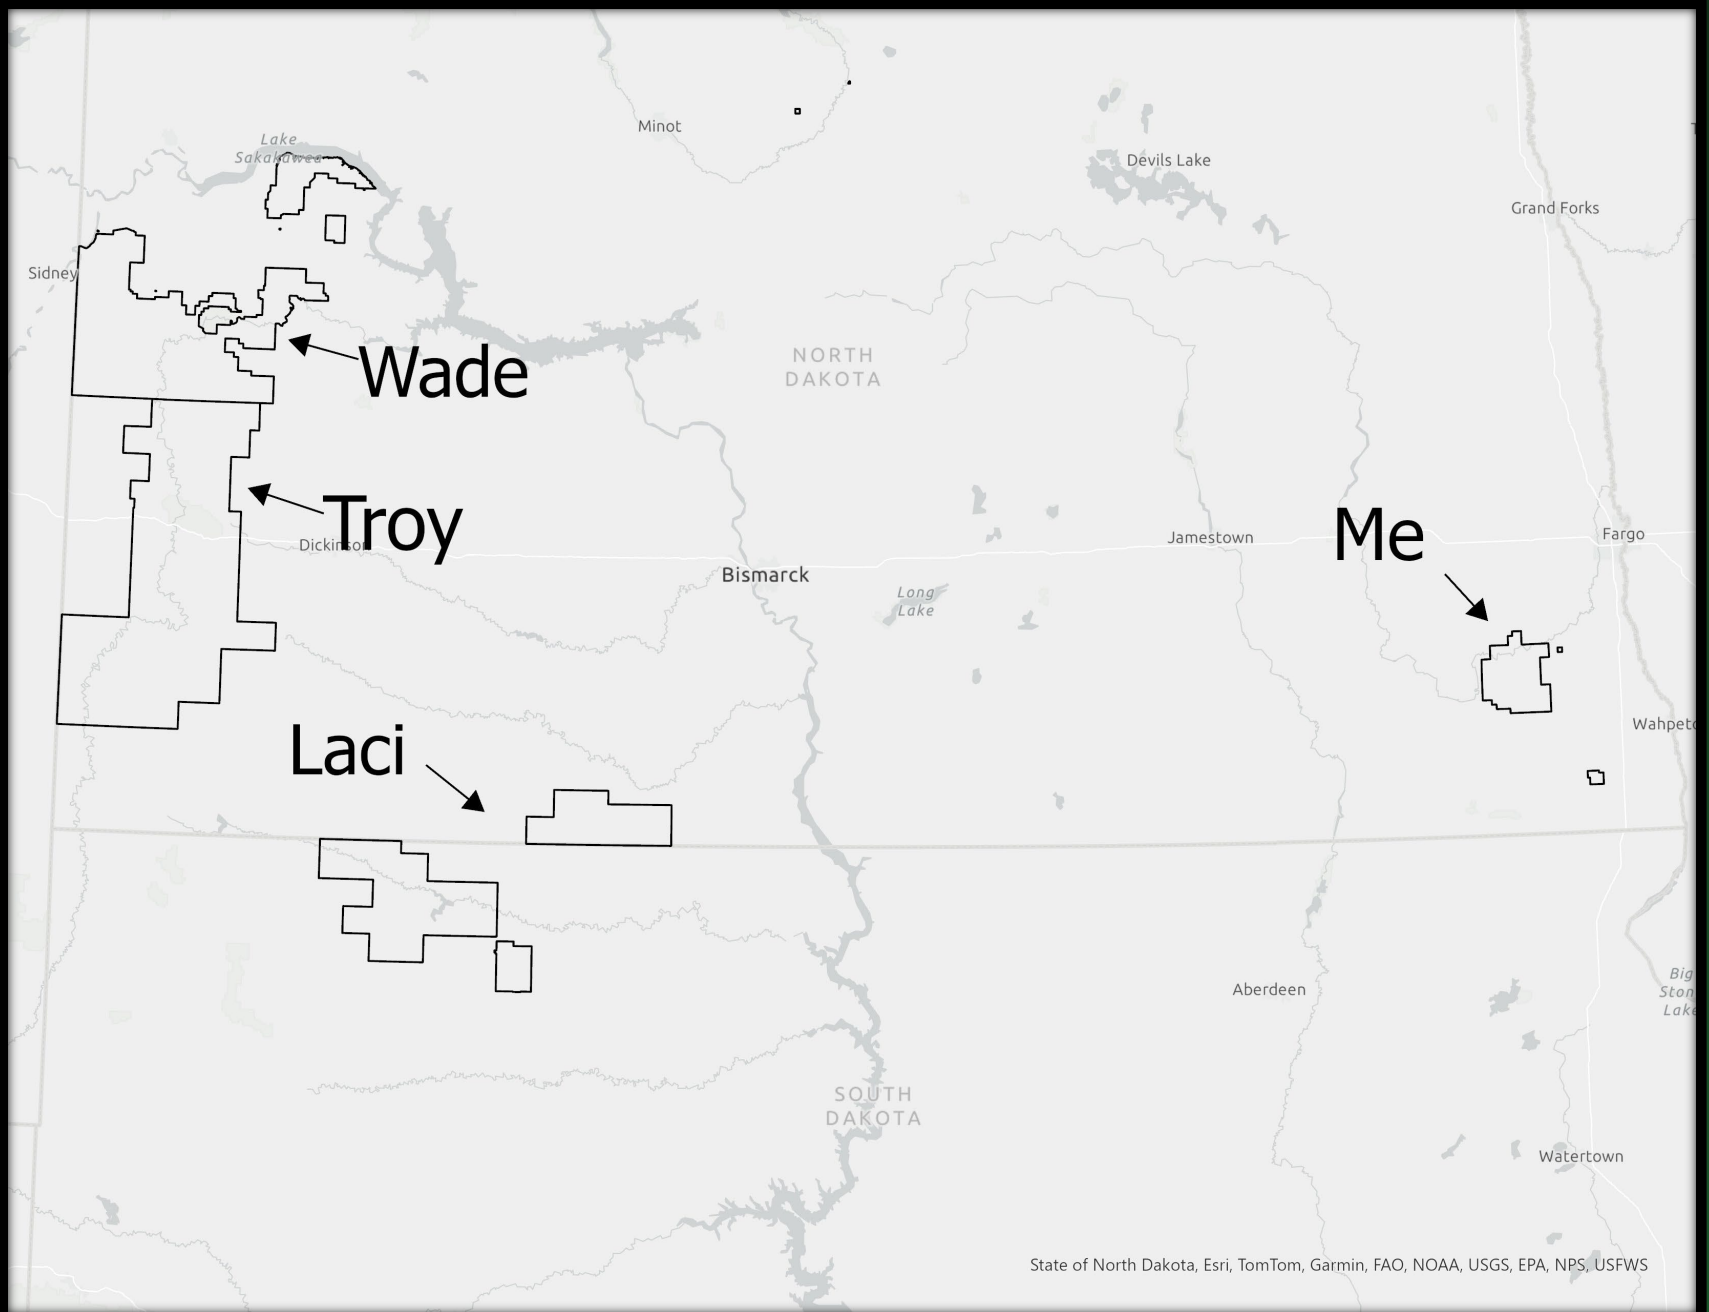 Minot
Lake
Sakakawea
Devils Lake
Grand Forks
Sidney
NORTH
DAKOTA
Wade
Troy
Dickinson
Me
Jamestown
Fargo
Bismarck
Long
Lake
Laci
Aberdeen
Big
Lake
SOUTH
DAKOTA
Watertown
State of North Dakota, Esri, TomTom, Garmin, FAO, NOAA, USGS, EPA, NPS, USFWS